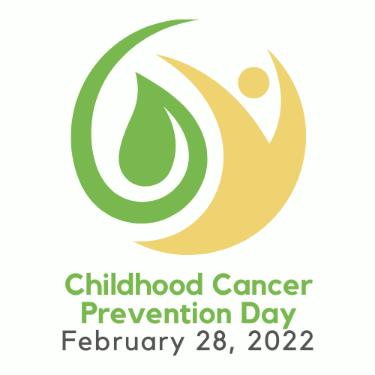 Childhood Cancer
Prevention Day
February 28, 2022